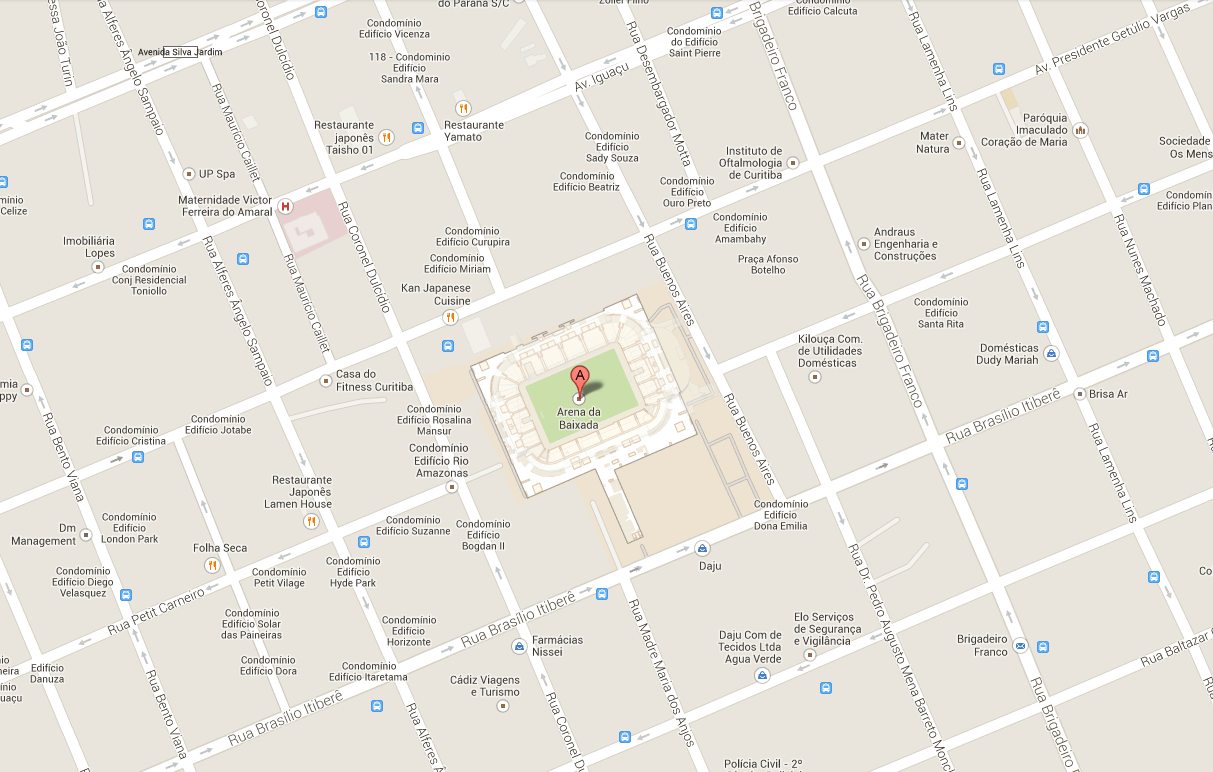 do Paraná S/C
Zoilei Filho
Condomínio
Edifício Calcuta
Condomínio
Edifício Vicenza
Condomínio
do Edifício
Saint Pierre
Rua Desembargador Motta
Brigadeiro Franco
Rua Lamenha Lins
Av. Presidente Getulio Vargas
Avenida Silva Jardim
Rua Alferes Ângelo Sampaio
Rua Maurício Caillet
Coronel Dulcídio
118 - Condominio
Edifício
Sandra Mara
Av. Iguaçu
Restaurante
japonês
Taisho 01
Restaurante
Yamato
Condomínio
Edifício
Sady Souza
Instituto de
Oftalmologia
de Curitiba
Mater
Natura
Paróquia
Imaculado
Coração de Maria
Sociedade
Os Mens
UP Spa
Condomínio
Edifício Beatriz
Condomínio
Edifício
Ouro Preto
Condomín
Edifício Plan
Maternidade Victor
Ferreira do Amaral
mínio
Celize
Rua Coronel Dulcídio
Condomínio
Edifício
Amambahy
Rua Lamenha Lins
Rua Nunes Machado
Imobiliária
Lopes
Condomínio
Conj Residencial
Toniollo
Rua Alferes Ângelo Sampaio
Rua Maurício Caillet
Condomínio
Edifício Curupira
Condomínio
Edifício Miriam
Kan Japanese
Cuisine
Rua Buenos Aires
Praça Afonso
Botelho
Andraus
Engenharia e
Construções
Rua Brigadeiro Franco
Condomínio
Edifício
Santa Rita
Kilouça Com.
de Utilidades
Domésticas
Domésticas
Dudy Mariah
Brisa Ar
mia
ppy
Casa do
Fitness Curitiba
A
Arena da
Baixada
Condomínio
Edifício Rosalina
Mansur
Condomínio
Edifício Jotabe
Condomínio
Edifício Cristina
Rua Bento Viana
Condomínio
Edifício Rio
Amazonas
Rua Buenos Aires
Rua Brasílio Itiberê
Rua Lamenha Lins
Restaurante
Japonês
Lamen House
Dm
Management
Condomínio
Edifício
London Park
Condomínio
Edifício Suzanne
Condomínio
Edifício
Bogdan II
Condomínio
Edifício
Dona Emilia
Folha Seca
Condomínio
Petit Vilage
Condomínio
Edifício
Hyde Park
Daju
Condomínio
Edifício Diego
Velasquez
Rua Petit Carneiro
Condomínio
Edifício Solar
das Paineiras
Condomínio
Edifício
Horizonte
Rua Brasílio Itiberê
Farmácias
Nissei
Rua Madre Maria dos Anjos
Daju Com de
Tecidos Ltda
Agua Verde
Elo Serviços
de Segurança
e Vigilância
Rua Dr. Pedro Augusto Mena Barreto Moncl
Brigadeiro
Franco
Rua Baltazar
Edifício
Danuza
Condomínio
Edifício Dora
Condomínio
Edifício Itaretama
Cádiz Viagens
e Turismo
Rua Bento Viana
Rua Brasílio Itiberê
Rua Alferes
Rua Coronel D
Rua Brigadeiro
Polícia Civil - 2º